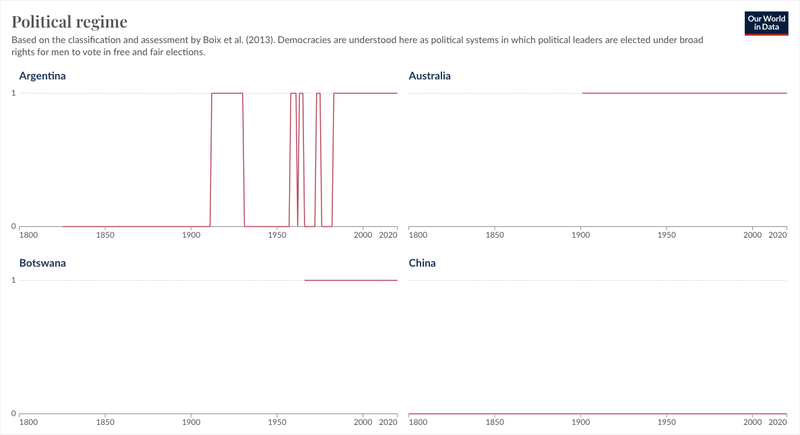 Political regime
Our World
in Data
Based on the classification and assessment by Boix et al. (2013). Democracies are understood here as political systems in which political leaders are elected under broad
rights for men to vote in free and fair elections.
Argentina
1
0
1800 1850 1900 1950 2000 2020
Australia
1800 1850 1900 1950 2000 2020
Botswana
1
0
1800 1850 1900 1950 2000 2020
China
1800 1850 1900 1950 2000 2020